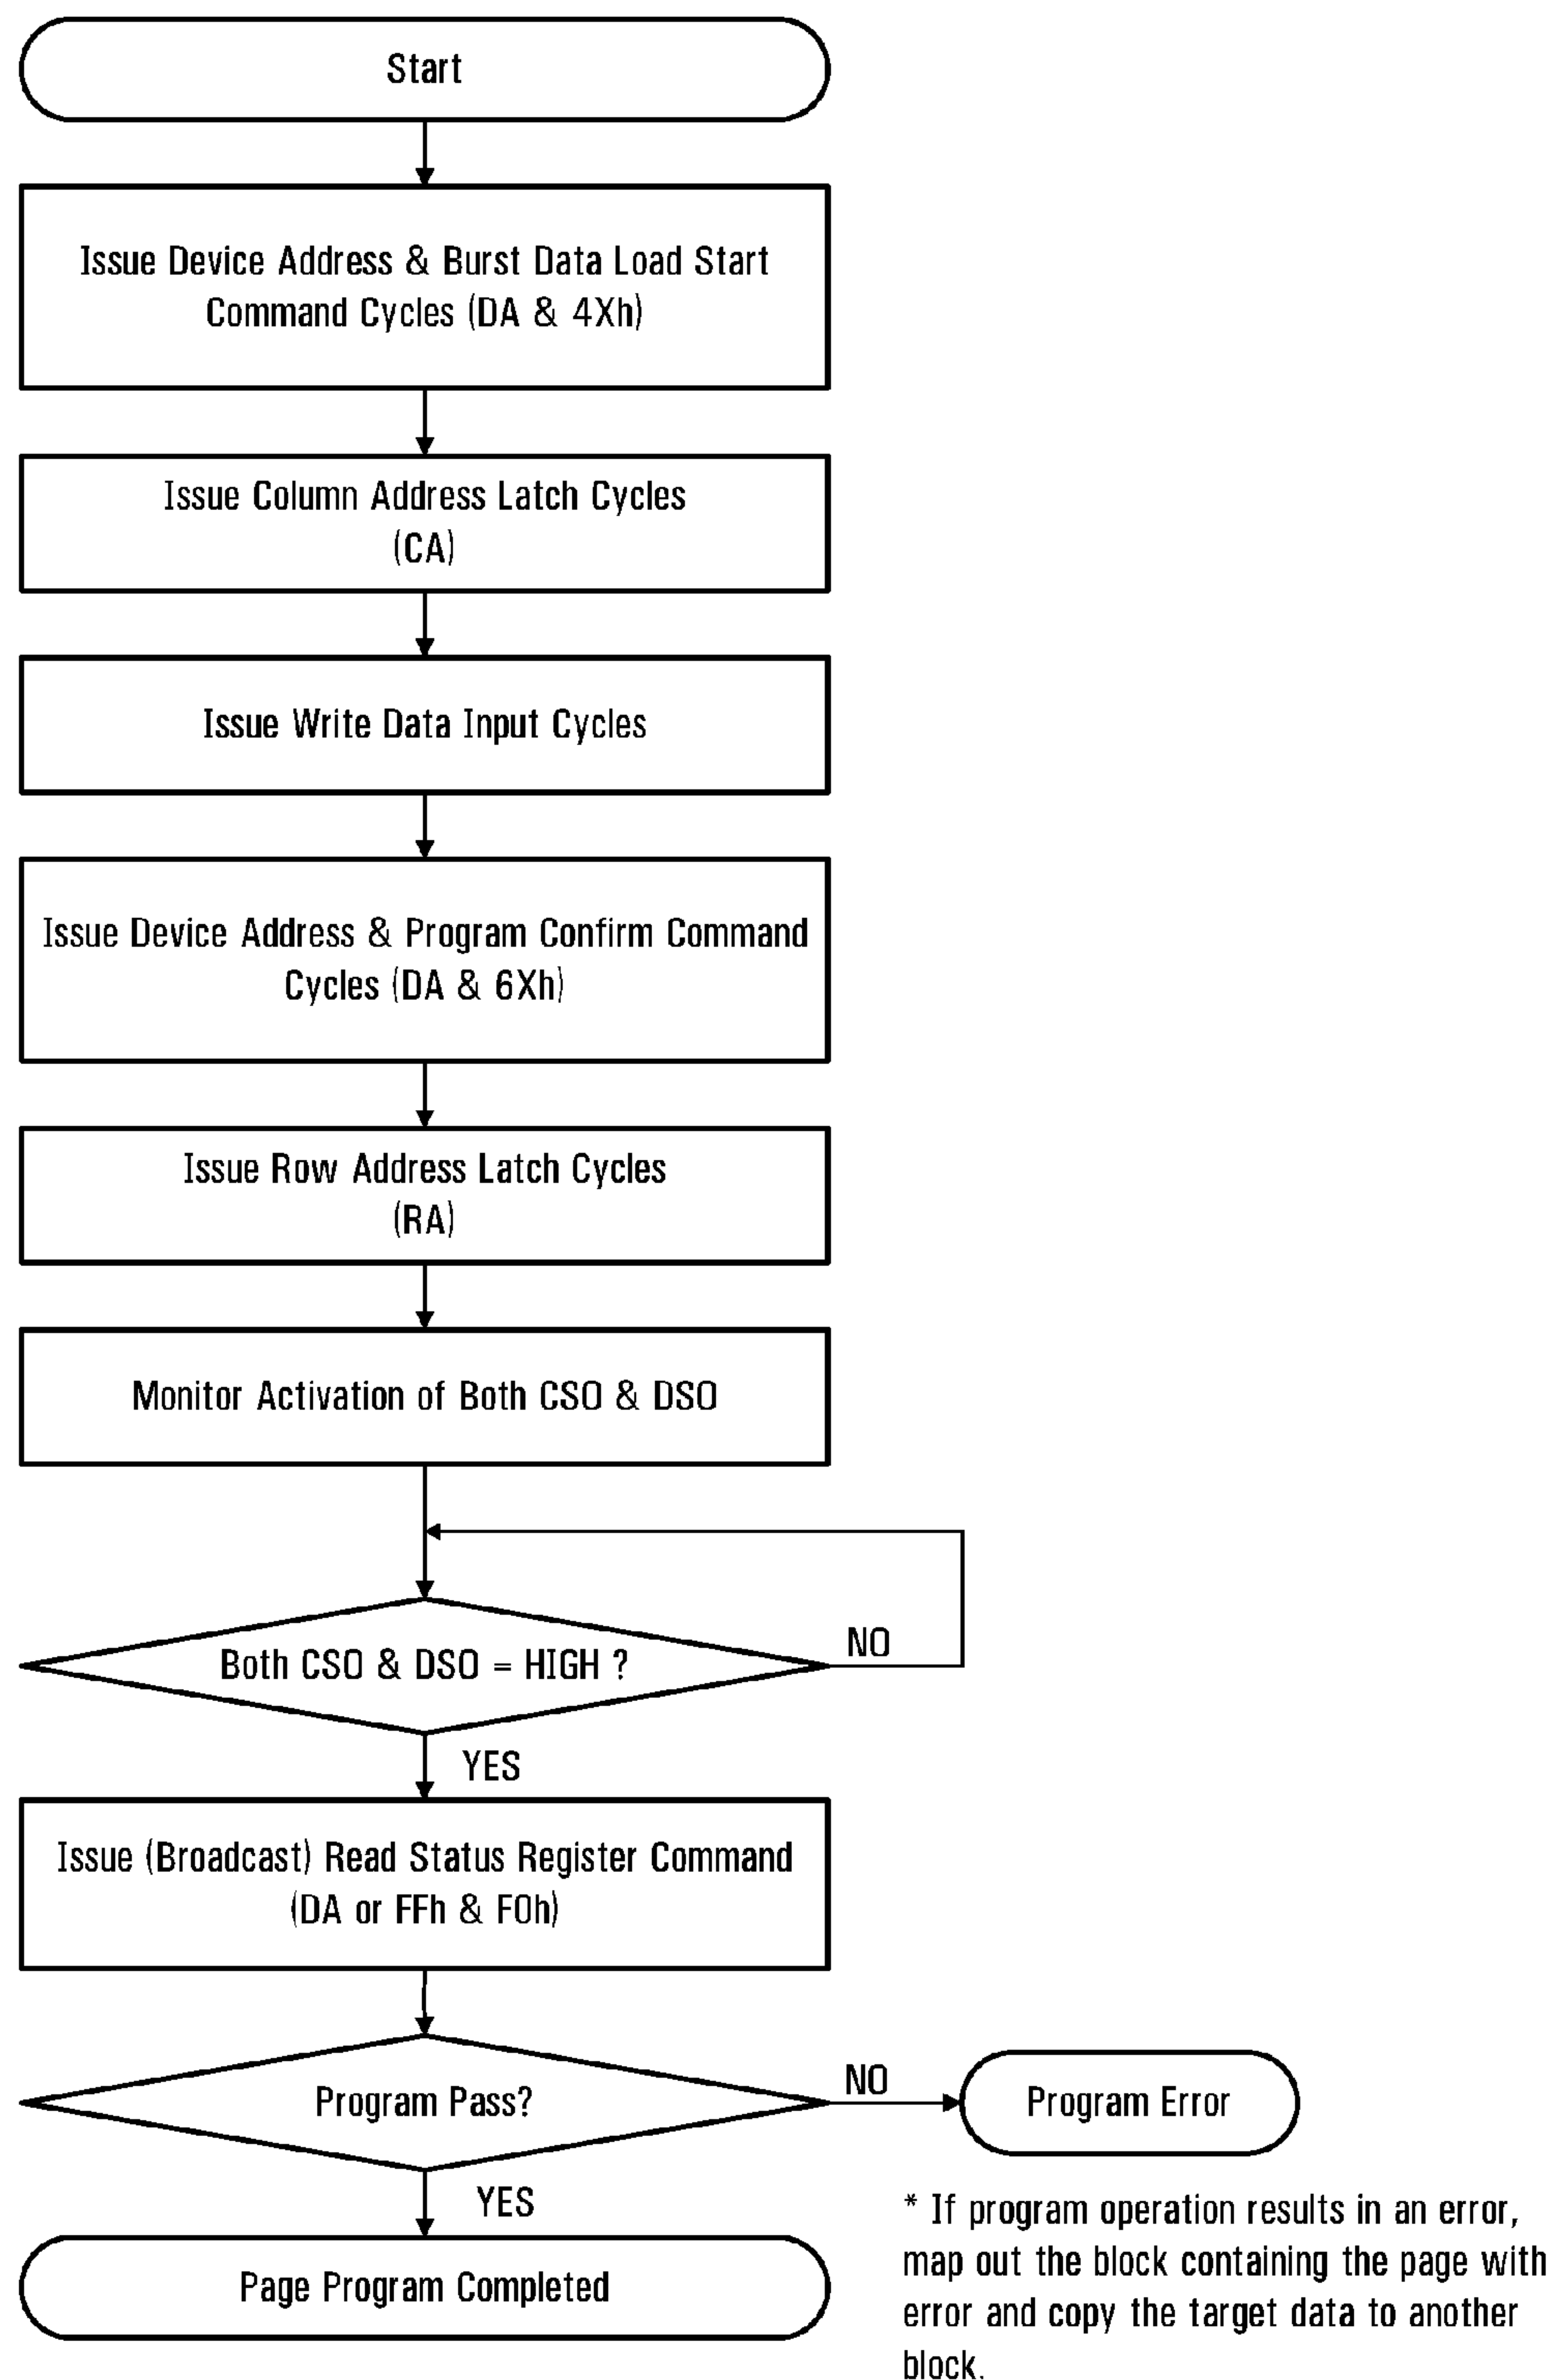 Start
Issue Device Address & Burst Data Load Start
Command Cycles (DA & 4Xh)
Issue Column Address Latch Cycles
(CA)
Issue Write Data Input Cycles
Issue Device Address & Program Confirm Command
Cycles (DA & 6Xh)
Issue Row Address Latch Cycles
(RA)
Monitor Activation of Both CSO & DSO
Both CSO & DSO = HIGH ?
NO
YES
Issue (Broadcast) Read Status Register Command
(DA or FFh & F0h)
Program Pass?
NO
Program Error
YES
Page Program Completed
* If program operation results in an error,
map out the block containing the page with
error and copy the target data to another
block.